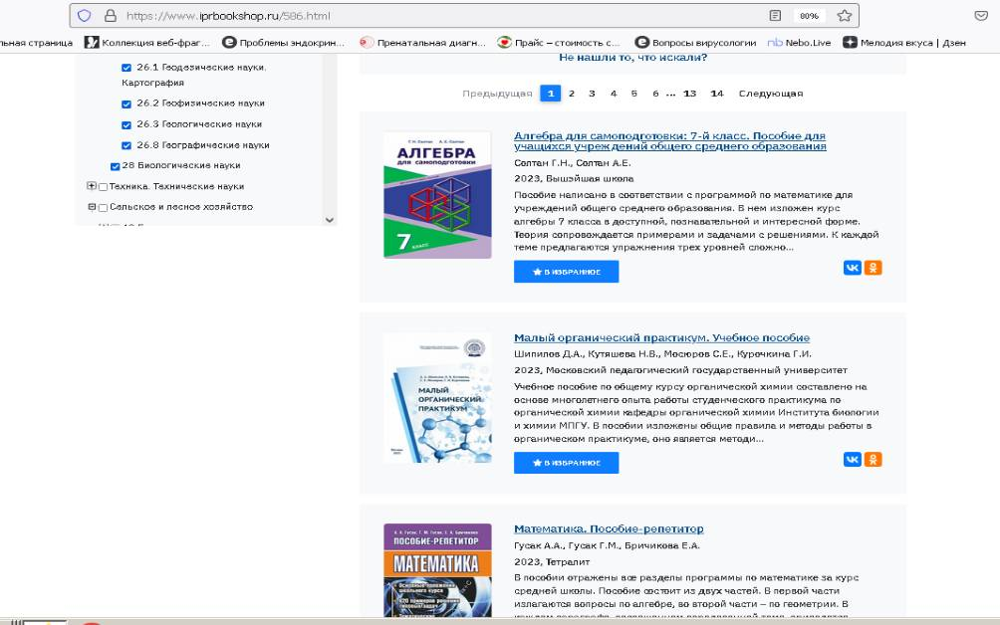 https://www.iprbookshop.ru/586.html
80%
льная страница
Коллекция веб-фраг...
Проблемы эндокрин...
Пренатальная диагн...
Прайс – стоимость с...
Вопросы вирусологии
nb Nebo.Live
Мелодия вкуса | Дзен
26.1 Геодезические науки.
Картография
26.2 Геофизические науки
26.3 Геологические науки
26.8 Географические науки
28 Биологические науки
Техника. Технические науки
Сельское и лесное хозяйство
Не нашли то, что искали?
Предыдущая 1 2 3 4 5 6 ... 13 14 Следующая
АЛГЕБРА
для самоподготовки
7 КЛАСС
Алгебра для самоподготовки: 7-й класс. Пособие для
учащихся учреждений общего среднего образования
Солтан Г.Н., Солтан А.Е.
2023, Вышэйшая школа
Пособие написано в соответствии с программой по математике для
учреждений общего среднего образования. В нем изложен курс
алгебры 7 класса в доступной, познавательной и интересной форме.
Теория сопровождается примерами и задачами с решениями. К каждой
теме предлагаются упражнения трех уровней сложно...
В ИЗБРАННОЕ
МАЛЫЙ
ОРГАНИЧЕСКИЙ
ПРАКТИКУМ
Малый органический практикум. Учебное пособие
Шипилов Д.А., Кутяшева Н.В., Мосюров С.Е., Курочкина Г.И.
2023, Московский педагогический государственный университет
Учебное пособие по общему курсу органической химии составлено на
основе многолетнего опыта работы студенческого практикума по
органической химии кафедры органической химии Института биологии
и химии МПГУ. В пособии изложены общие правила и методы работы в
органическом практикуме, оно является методи...
В ИЗБРАННОЕ
А. А. Гусак, Г. М. Гусак, Е. А. Бричикова
ПОСОБИЕ-РЕПЕТИТОР
МАТЕМАТИКА
Основные положения
школьного курса
Математика. Пособие-репетитор
Гусак А.А., Гусак Г.М., Бричикова Е.А.
2023, Тетралит
В пособии отражены все разделы программы по математике за курс
средней школы. Пособие состоит из двух частей. В первой части
излагаются вопросы по алгебре, во второй части – по геометрии. В